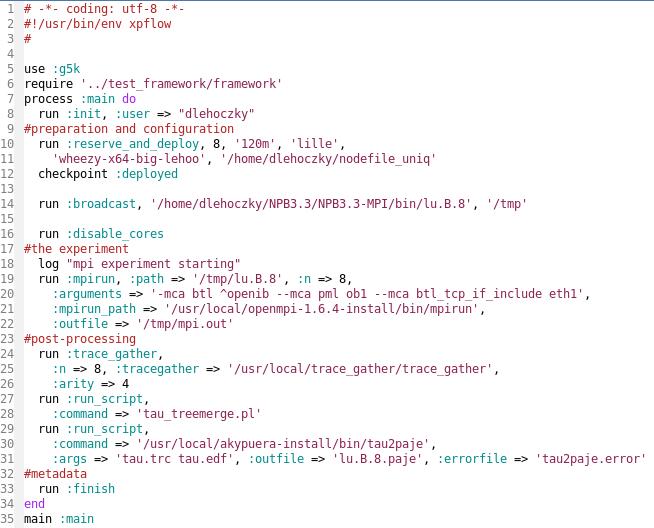 1 # -*- coding: utf-8 -*-
2 #!/usr/bin/env xpflow
3 #
4
5 use :g5k
6 require '../test_framework/framework'
7 process :main do
8   run :init, :user => "dlehoczky"
9 #preparation and configuration
10   run :reserve_and_deploy, 8, '120m', 'lille',
11     'wheezy-x64-big-lehoo', '/home/dlehoczky/nodefile_uniq'
12   checkpoint :deployed
13
14   run :broadcast, '/home/dlehoczky/NPB3.3/NPB3.3-MPI/bin/lu.B.8', '/tmp'
15
16   run :disable_cores
17 #the experiment
18   log "mpi experiment starting"
19   run :mpirun, :path => '/tmp/lu.B.8', :n => 8,
20     :arguments => '-mca btl ^openib --mca pml ob1 --mca btl_tcp_if_include eth1',
21     :mpirun_path => '/usr/local/openmpi-1.6.4-install/bin/mpirun',
22     :outfile => '/tmp/mpi.out'
23 #post-processing
24   run :trace_gather,
25     :n => 8, :tracegather => '/usr/local/trace_gather/trace_gather',
26     :arity => 4
27   run :run_script,
28     :command => 'tau_treemerge.pl'
29   run :run_script,
30     :command => '/usr/local/akypuera-install/bin/tau2paje',
31     :args => 'tau.trc tau.edf', :outfile => 'lu.B.8.paje', :errorfile => 'tau2paje.error'
32 #metadata
33   run :finish
34 end
35 main :main